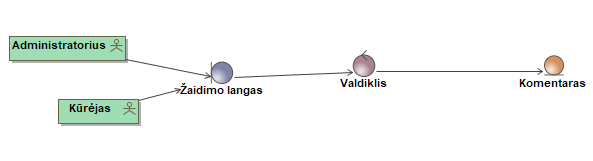 Administratorius
Kūrėjas
Žaidimo langas
Valdiklis
Komentaras